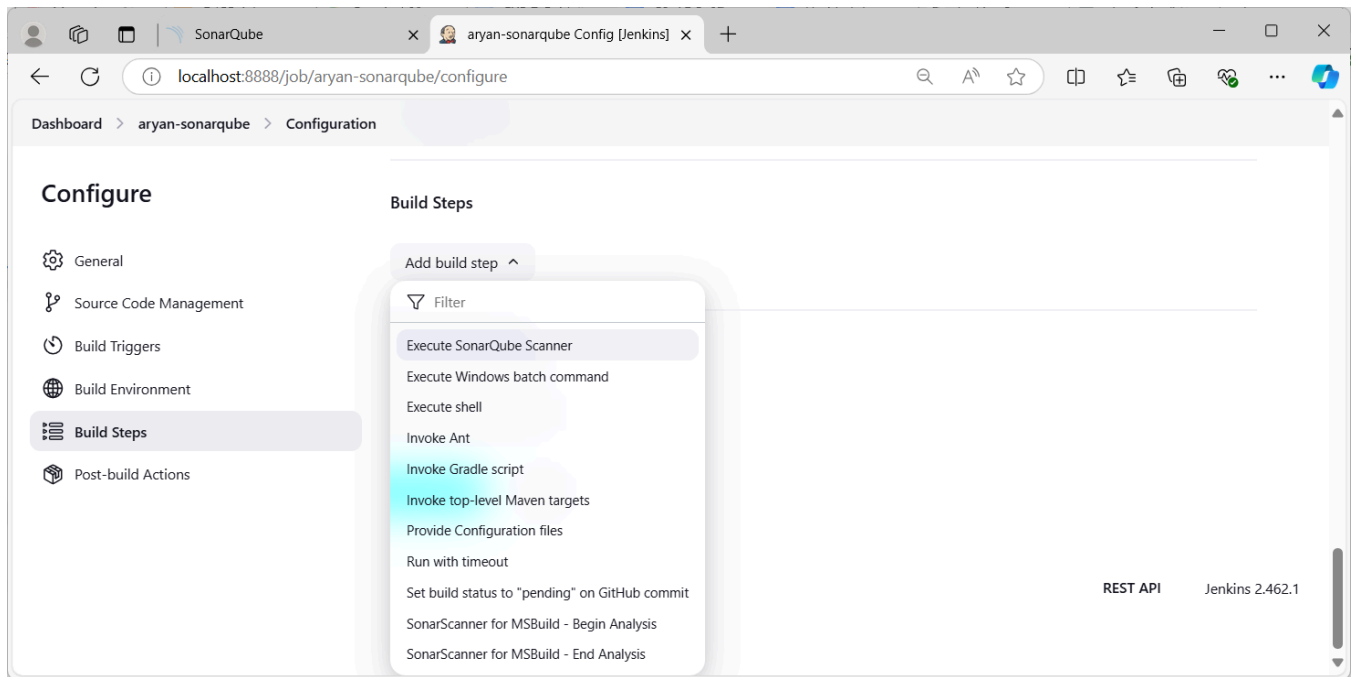 SonarQube
aryan-sonarqube Config [Jenkins]
localhost:8888/job/aryan-sonarqube/configure
Dashboard > aryan-sonarqube > Configuration
Configure
General
Source Code Management
Build Triggers
Build Environment
Build Steps
Post-build Actions
Build Steps
Add build step
Filter
Execute SonarQube Scanner
Execute Windows batch command
Execute shell
Invoke Ant
Invoke Gradle script
Invoke top-level Maven targets
Provide Configuration files
Run with timeout
Set build status to "pending" on GitHub commit
SonarScanner for MSBuild - Begin Analysis
SonarScanner for MSBuild - End Analysis
REST API Jenkins 2.462.1